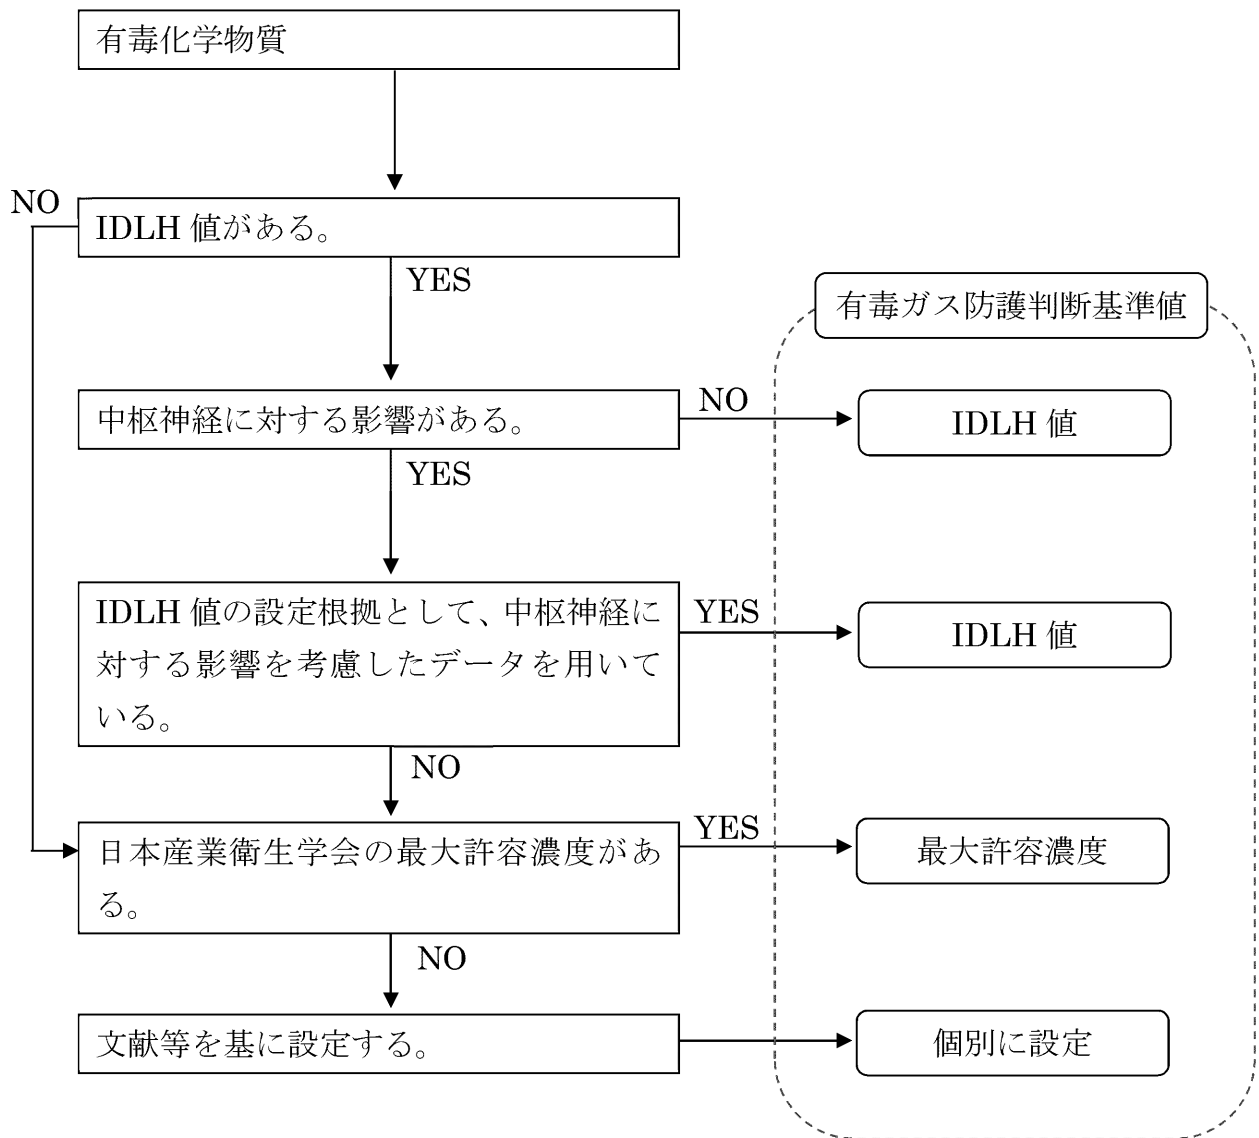 有毒化学物質
NO
IDLH 値がある。
YES
有毒ガス防護判断基準値
中枢神経に対する影響がある。
NO
IDLH 値
YES
IDLH 値の設定根拠として、中枢神経に
対する影響を考慮したデータを用いて
いる。
YES
IDLH 値
NO
日本産業衛生学会の最大許容濃度があ
る。
YES
最大許容濃度
NO
文献等を基に設定する。
個別に設定